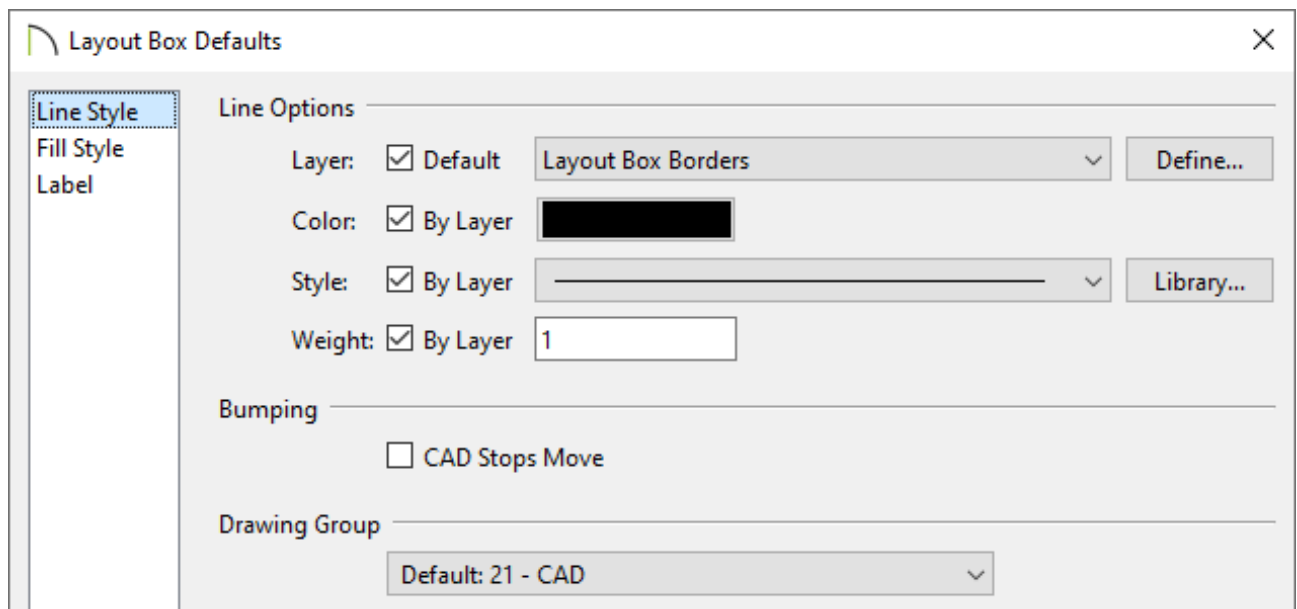 Layout Box Defaults
Line Style
Fill Style
Label
Line Options
Layer: Default Layout Box Borders Define...
Color: By Layer
Style: By Layer Library...
Weight: By Layer 1
Bumping
CAD Stops Move
Drawing Group
Default: 21 - CAD